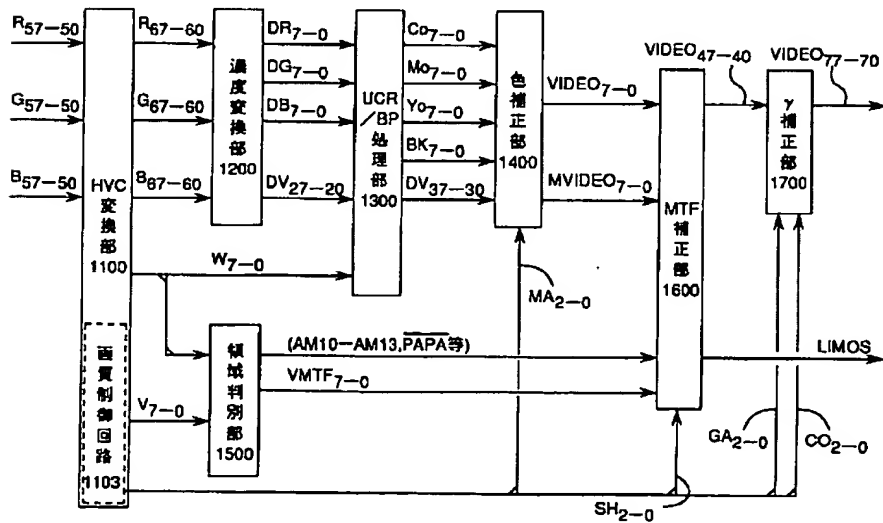 R57-50
G57-50
B57-50
HVC
変換部
1100
画質制御回路
1103
R67-60
G67-60
B67-60
W7-0
V7-0
濃度変換部
1200
領域判別部
1500
DR7-0
DG7-0
DB7-0
DV27-20
UCR
/BP
処理部
1300
Co7-0
Mo7-0
Yo7-0
BK7-0
DV37-30
色補正部
1400
VIDEO7-0
MVIDEO7-0
MA2-0
(AM10-AM13,PAPA等)
VMTF7-0
MTF
補正部
1600
SH2-0
VIDEO47-40
γ補正部
1700
VIDEO77-70
LIMOS
GA2-0
CO2-0